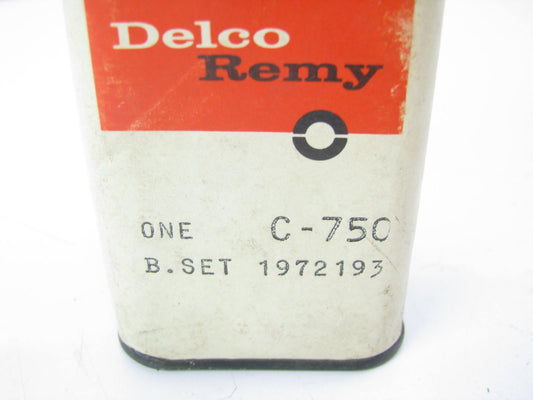 Delco
Remy
ONE C-750
B.SET 1972193